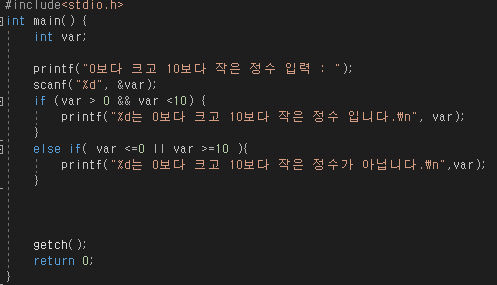 #include<stdio.h>
int main() {
int var;
printf("0보다 크고 10보다 작은 정수 입력 : ");
scanf("%d", &var);
if (var > 0 && var <10) {
printf("%d는 0보다 크고 10보다 작은 정수 입니다.₩n", var);
}
else if( var <=0 || var >=10 ){
printf("%d는 0보다 크고 10보다 작은 정수가 아닙니다.₩n",var);
}
getch();
return 0;
}